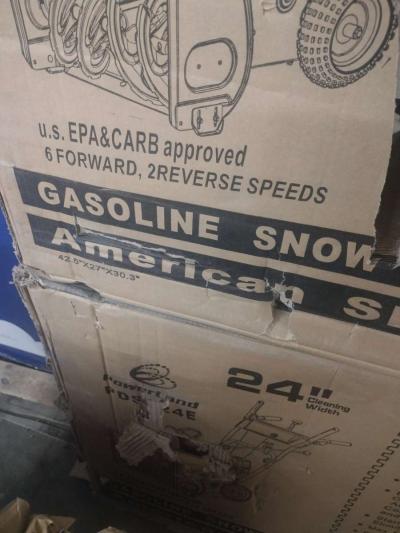 u.s. EPA&CARB approved
6 FORWARD, 2REVERSE SPEEDS
GASOLINE SNOW
American S
42.5"X27"X30.3"
PowerLand
24"
Cleaning
Width